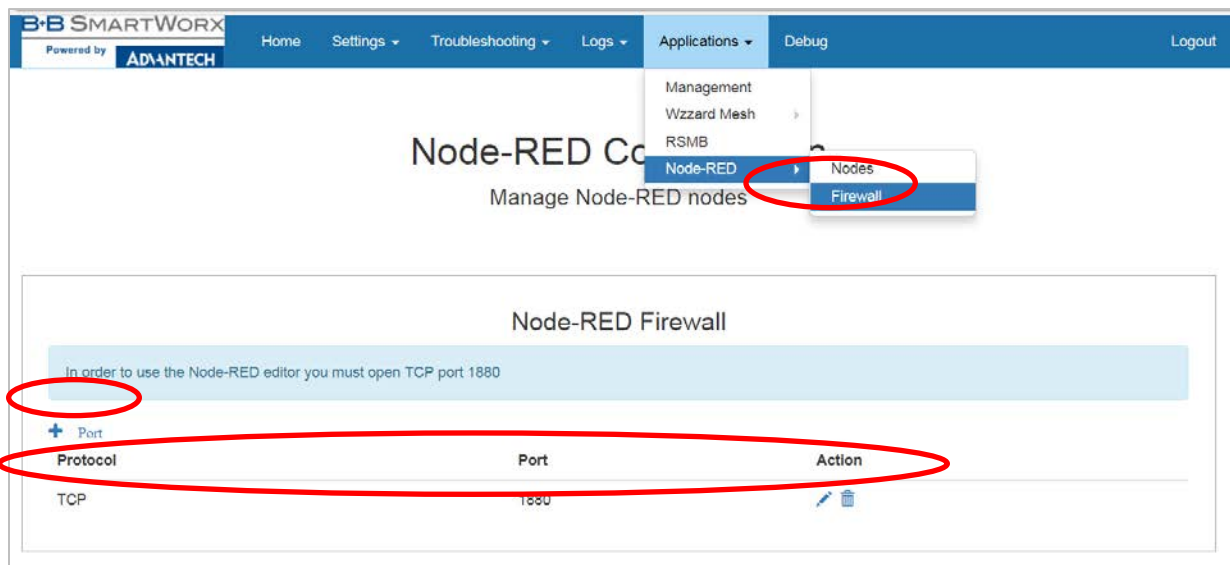 B+B SMARTWORX
Powered by ADVANTECH
Home Settings Troubleshooting Logs Applications Debug Logout
Management
Wzzard Mesh
RSMB
Node-RED
Nodes
Firewall
Node-RED Co n
Manage Node-RED nodes
Node-RED Firewall
In order to use the Node-RED editor you must open TCP port 1880
+ Port
Protocol Port Action
TCP 1880